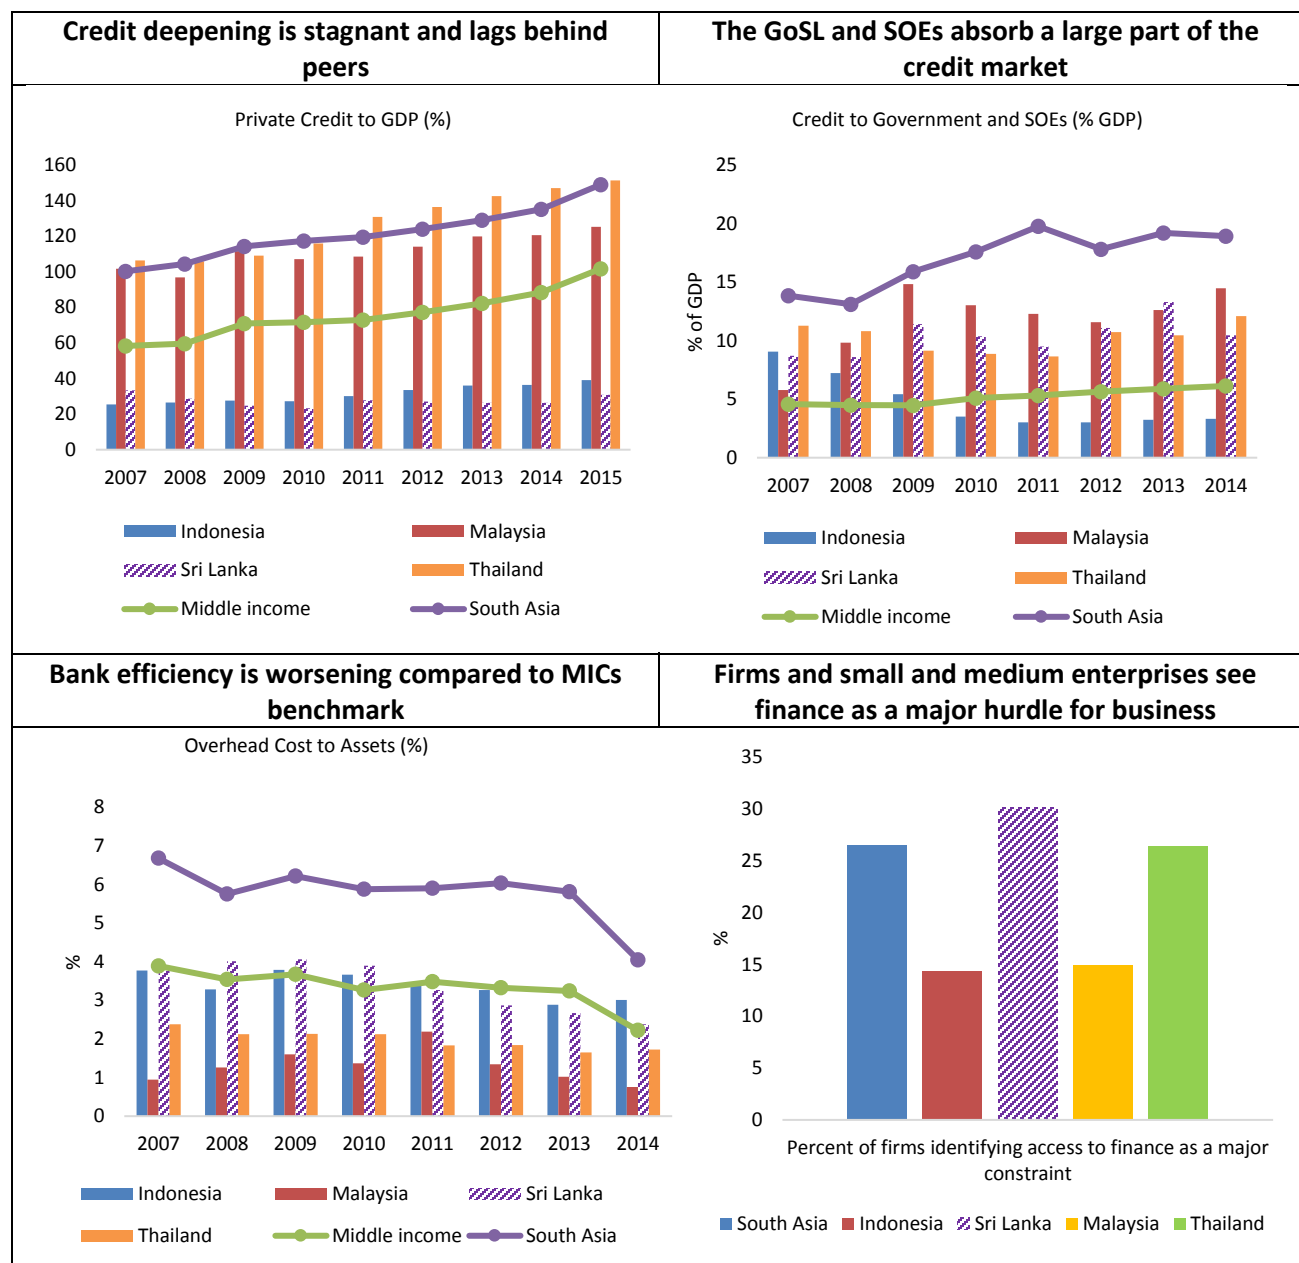 Credit deepening is stagnant and lags behind
peers
The GoSL and SOEs absorb a large part of the
credit market
Private Credit to GDP (%)
160
140
120
100
80
60
40
20
0
2007 2008 2009 2010 2011 2012 2013 2014 2015
Indonesia Malaysia
Sri Lanka Thailand
Middle income South Asia
Credit to Government and SOEs (% GDP)
% of GDP
25
20
15
10
5
0
2007 2008 2009 2010 2011 2012 2013 2014
Indonesia Malaysia
Sri Lanka Thailand
Middle income South Asia
Bank efficiency is worsening compared to MICs
benchmark
Firms and small and medium enterprises see
finance as a major hurdle for business
Overhead Cost to Assets (%)
%
8
7
6
5
4
3
2
1
0
2007 2008 2009 2010 2011 2012 2013 2014
Indonesia Malaysia Sri Lanka
Thailand Middle income South Asia
%
35
30
25
20
15
10
5
0
Percent of firms identifying access to finance as a major
constraint
South Asia Indonesia Sri Lanka Malaysia Thailand